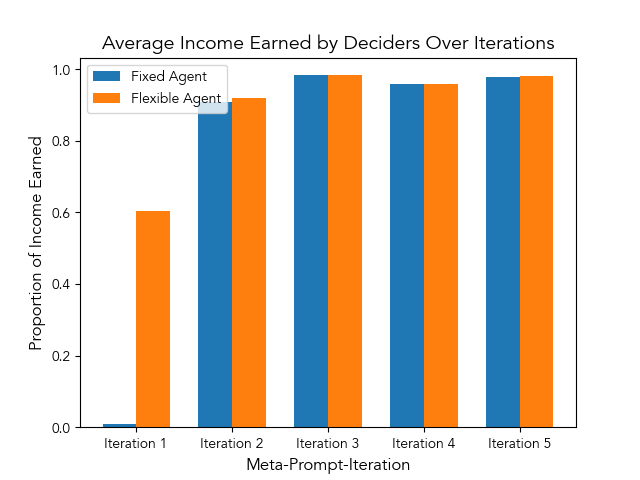 Average Income Earned by Deciders Over Iterations
Fixed Agent
Flexible Agent
1.0
0.8
0.6
0.4
0.2
0.0
Proportion of Income Earned
Iteration 1
Iteration 2
Iteration 3
Iteration 4
Iteration 5
Meta-Prompt-Iteration